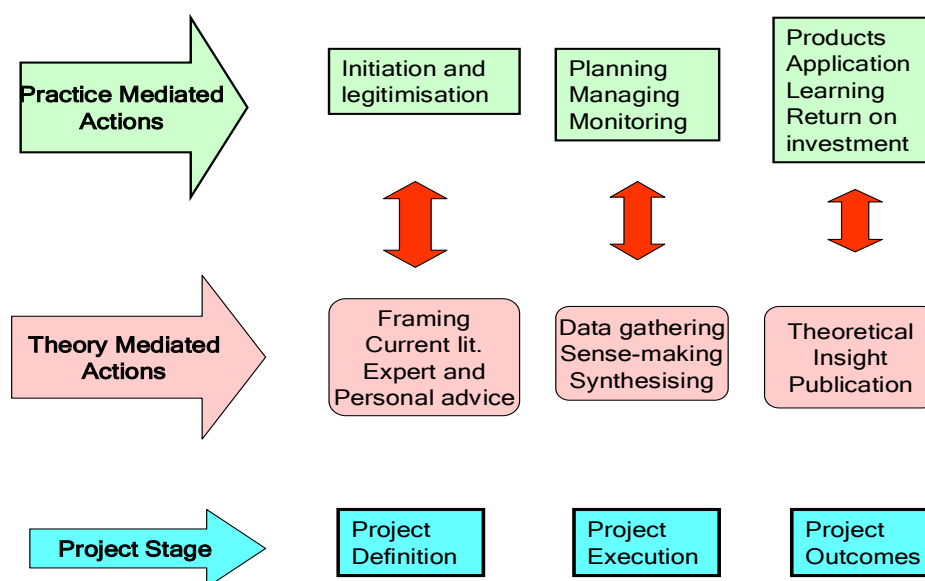 Practice Mediated
Actions
Initiation and
legitimisation
Planning
Managing
Monitoring
Products
Application
Learning
Return on
investment
Theory Mediated
Actions
Framing
Current lit.
Expert and
Personal advice
Data gathering
Sense-making
Synthesising
Theoretical
Insight
Publication
Project Stage
Project
Definition
Project
Execution
Project
Outcomes